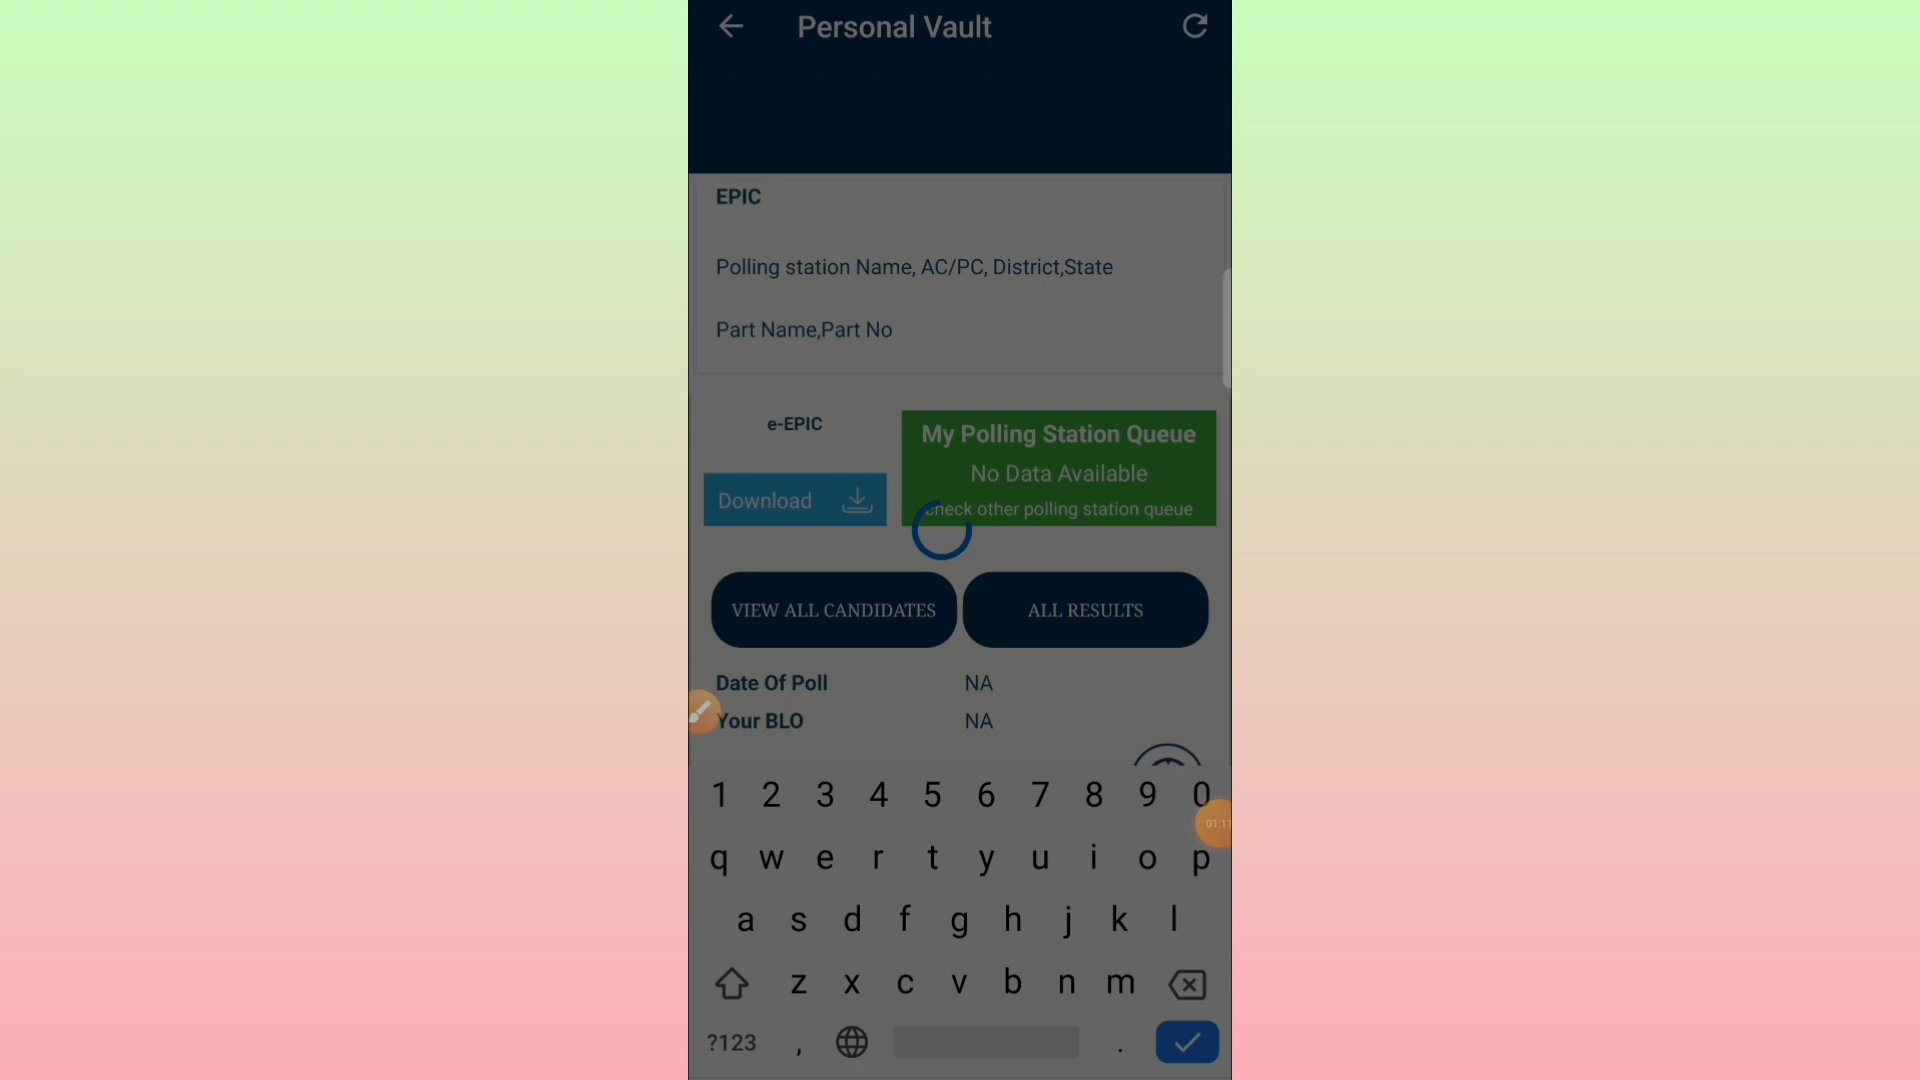 Personal Vault
EPIC
Polling station Name, AC/PC, District,State
Part Name,Part No
e-EPIC
Download
My Polling Station Queue
No Data Available
check other polling station queue
VIEW ALL CANDIDATES
ALL RESULTS
Date Of Poll NA
Your BLO NA
1 2 3 4 5 6 7 8 9 0
01:11
q w e r t y u i o p
a s d f g h j k l
z x c v b n m
?123 , .